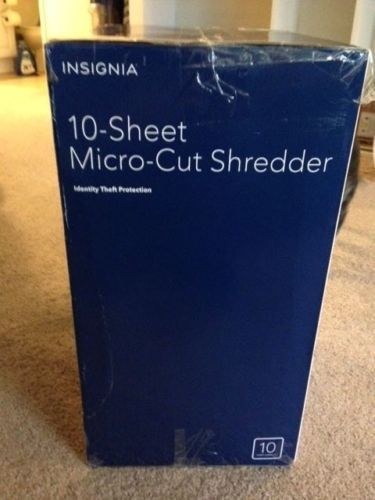 INSIGNIA
10-Sheet
Micro-Cut Shredder
Identity Theft Protection
10